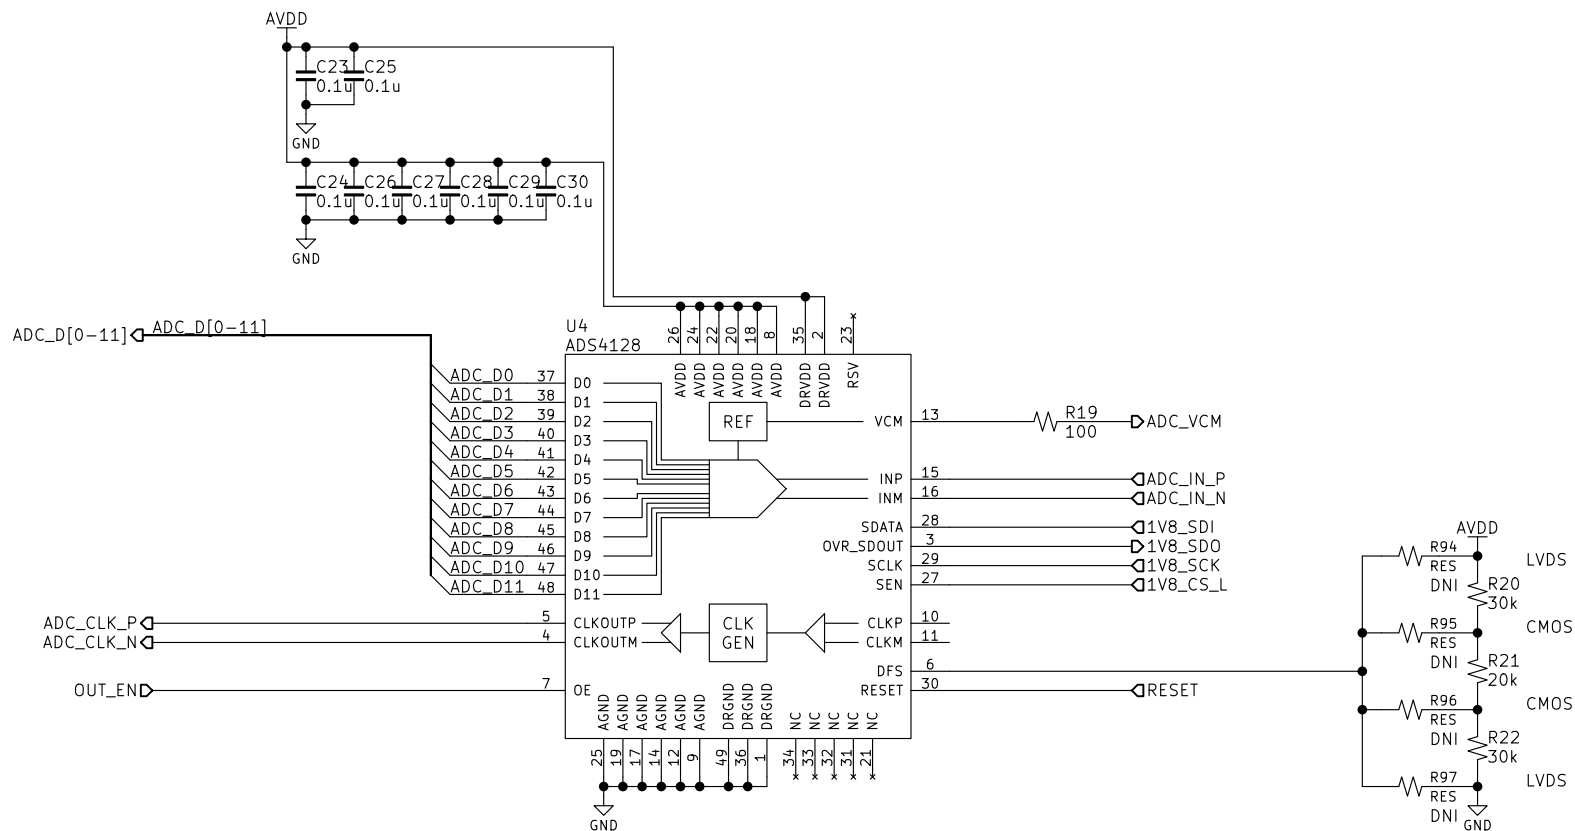 AVDD
C23 C25
0.1u 0.1u
GND
C24 C26 C27 C28 C29 C30
0.1u 0.1u 0.1u 0.1u 0.1u 0.1u
GND
ADC_D[0-11] ADC_D[0-11]
U4
ADS4128
26 24 22 20 18 8 35 2 23
AVDD AVDD AVDD AVDD AVDD AVDD DRVDD DRVDD RSV
ADC_D0 37 D0
ADC_D1 38 D1
ADC_D2 39 D2
ADC_D3 40 D3
ADC_D4 41 D4
ADC_D5 42 D5
ADC_D6 43 D6
ADC_D7 44 D7
ADC_D8 45 D8
ADC_D9 46 D9
ADC_D10 47 D10
ADC_D11 48 D11
ADC_CLK_P 5 CLKOUTP
ADC_CLK_N 4 CLKOUTM
OUT_EN 7 OE
REF
CLK
GEN
VCM 13 R19 ADC_VCM
100
INP 15 ADC_IN_P
INM 16 ADC_IN_N
SDATA 28 1V8_SDI
OVR_SDOUT 3 1V8_SDO
SCLK 29 1V8_SCK
SEN 27 1V8_CS_L
CLKP 10
CLKM 11
DFS 6
RESET 30 RESET
AGND AGND AGND AGND AGND AGND DRGND DRGND DRGND NC NC NC NC NC
25 19 17 14 12 9 49 36 1 34 33 32 31 21
GND
AVDD
R94 LVDS
RES
DNI
R20
30k
R95 CMOS
RES
DNI
R21
20k
R96 CMOS
RES
DNI
R22
30k
R97 LVDS
RES
DNI
GND